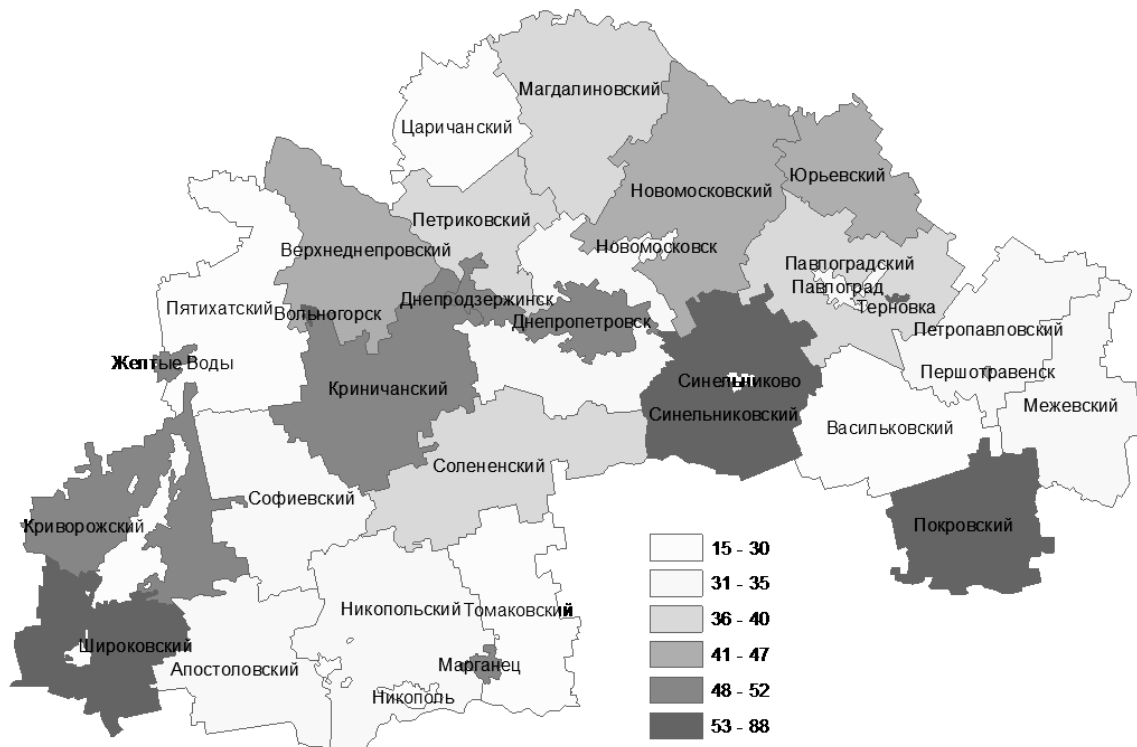 Магдалиновский
Царичанский
Юрьевский
Новомосковский
Петриковский
Верхнеднепровский
Новомосковск
Павлоградский
Павлоград
Терновка
Днепродзержинск
Пятихатский
Вольногорск
Днепропетровск
Петропавловский
Желтые Воды
Першотравенск
Криничанский
Синельниково
Межевский
Синельниковский
Васильковский
Солененский
Софиевский
Криворожский
Покровский
15 - 30
31 - 35
36 - 40
41 - 47
48 - 52
53 - 88
Никопольский
Томаковский
Широковский
Апостоловский
Марганец
Никополь